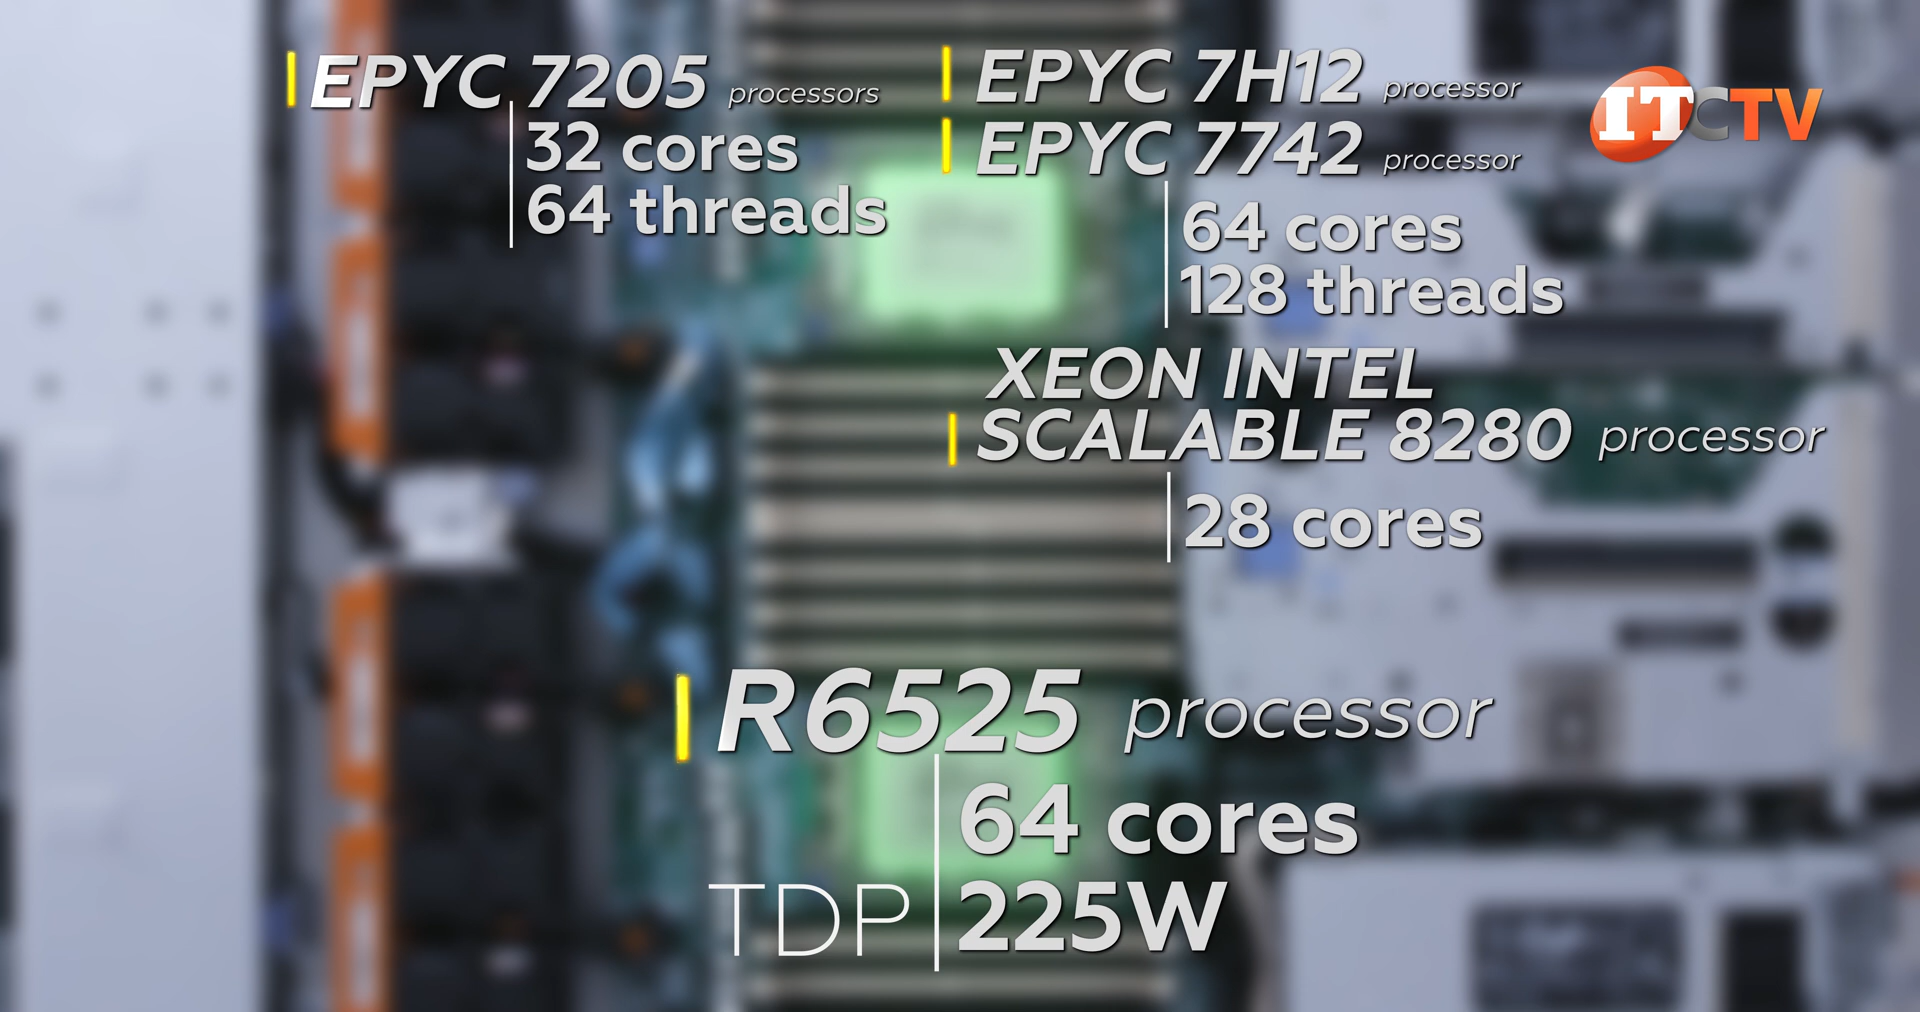 EPYC 7205 processors
32 cores
64 threads
EPYC 7H12 processor
EPYC 7742 processor
64 cores
128 threads
ITCTV
XEON INTEL
SCALABLE 8280 processor
28 cores
R6525 processor
64 cores
TDP 225W